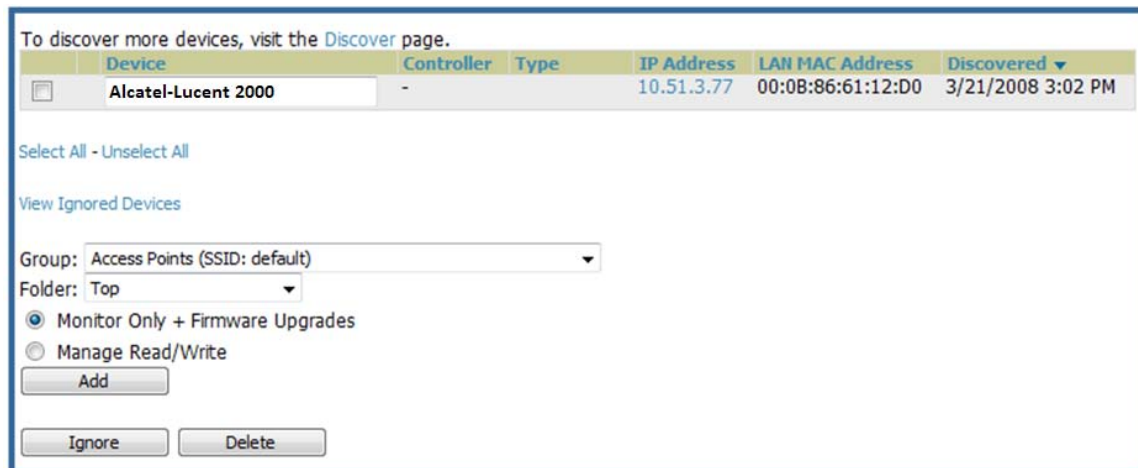 To discover more devices, visit the Discover page.
Device Controller Type IP Address LAN MAC Address Discovered
Alcatel-Lucent 2000 - 10.51.3.77 00:0B:86:61:12:D0 3/21/2008 3:02 PM
Select All - Unselect All
View Ignored Devices
Group: Access Points (SSID: default)
Folder: Top
Monitor Only + Firmware Upgrades
Manage Read/Write
Add
Ignore Delete